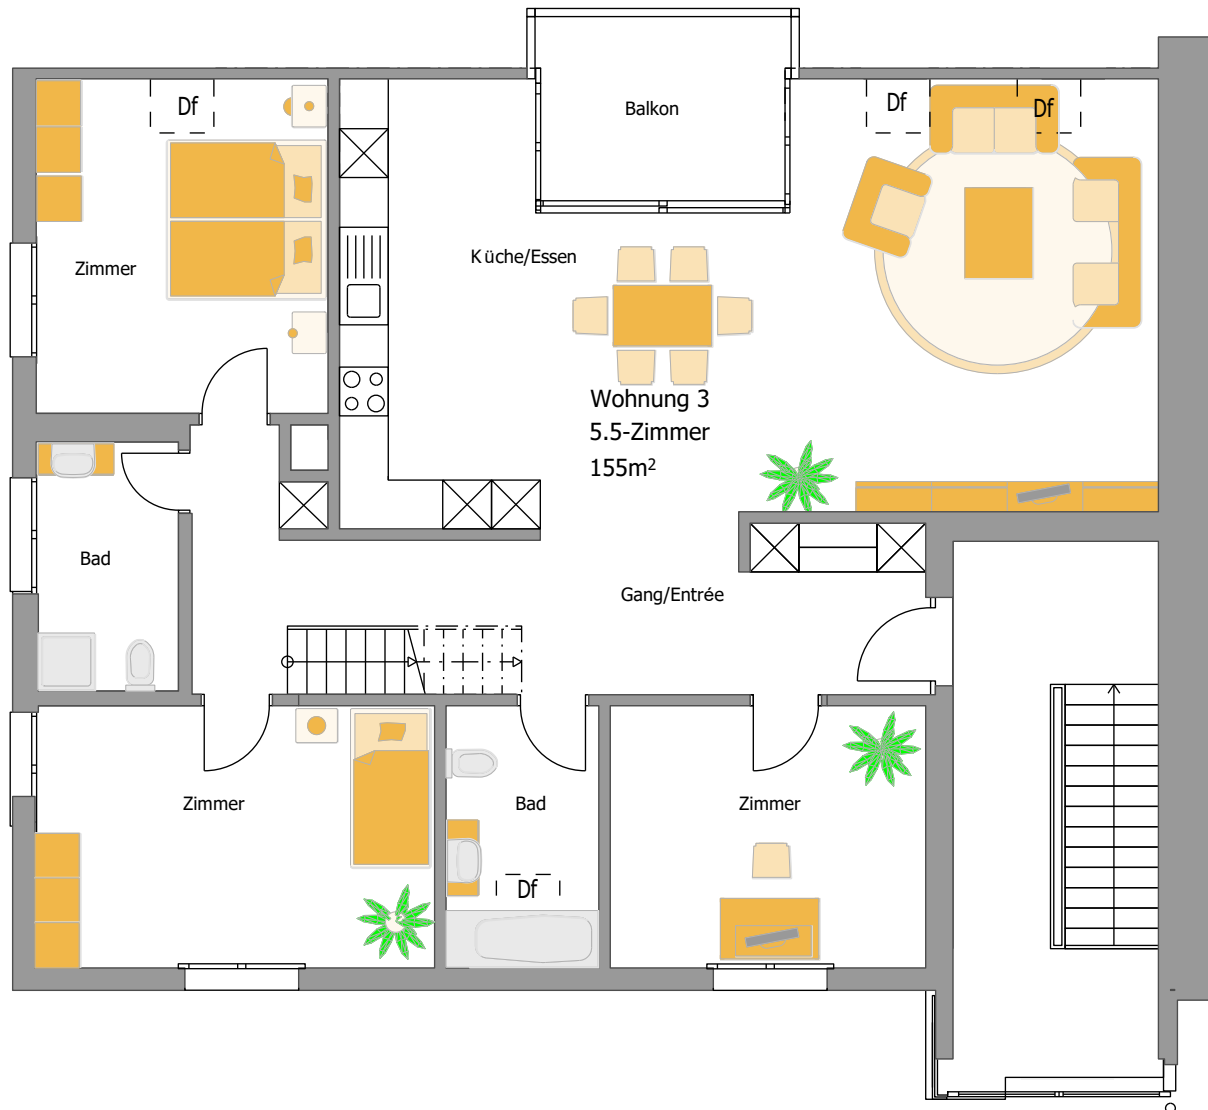 Df
Balkon
Df
Df
Küche/Essen
Zimmer
Wohnung 3
5.5-Zimmer
155m²
Bad
Gang/Entrée
Zimmer
Bad
Zimmer
Df